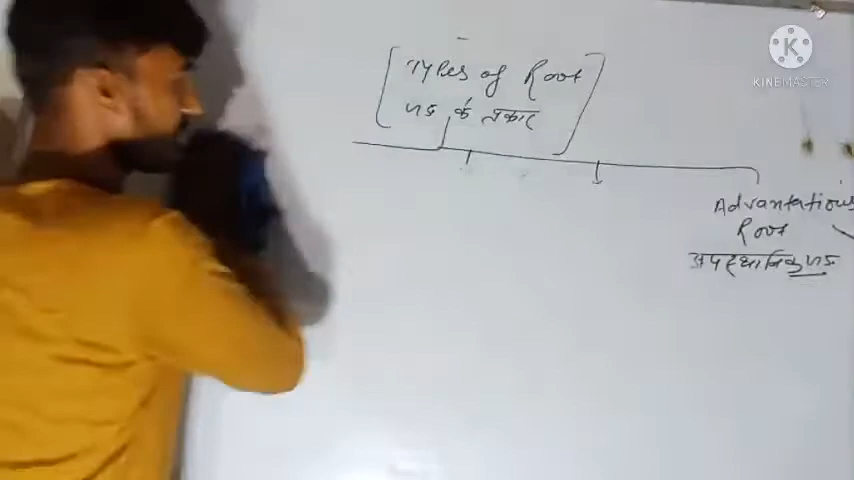 Types of Root
जड़ के प्रकार
Advantatious
Root
अपस्थानिक जड़
K
KINEMASTER